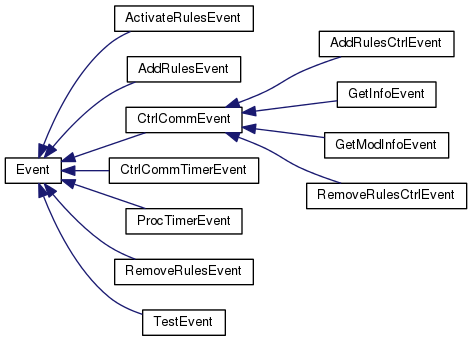 Event
ActivateRulesEvent
AddRulesEvent
CtrlCommEvent
CtrlCommTimerEvent
ProcTimerEvent
RemoveRulesEvent
TestEvent
AddRulesCtrlEvent
GetInfoEvent
GetModInfoEvent
RemoveRulesCtrlEvent